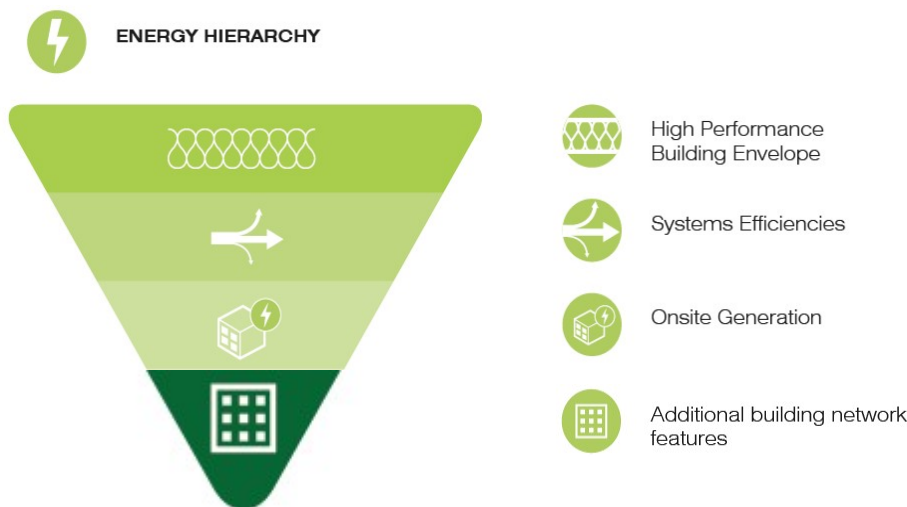 ENERGY HIERARCHY
High Performance
Building Envelope
Systems Efficiencies
Onsite Generation
Additional building network
features